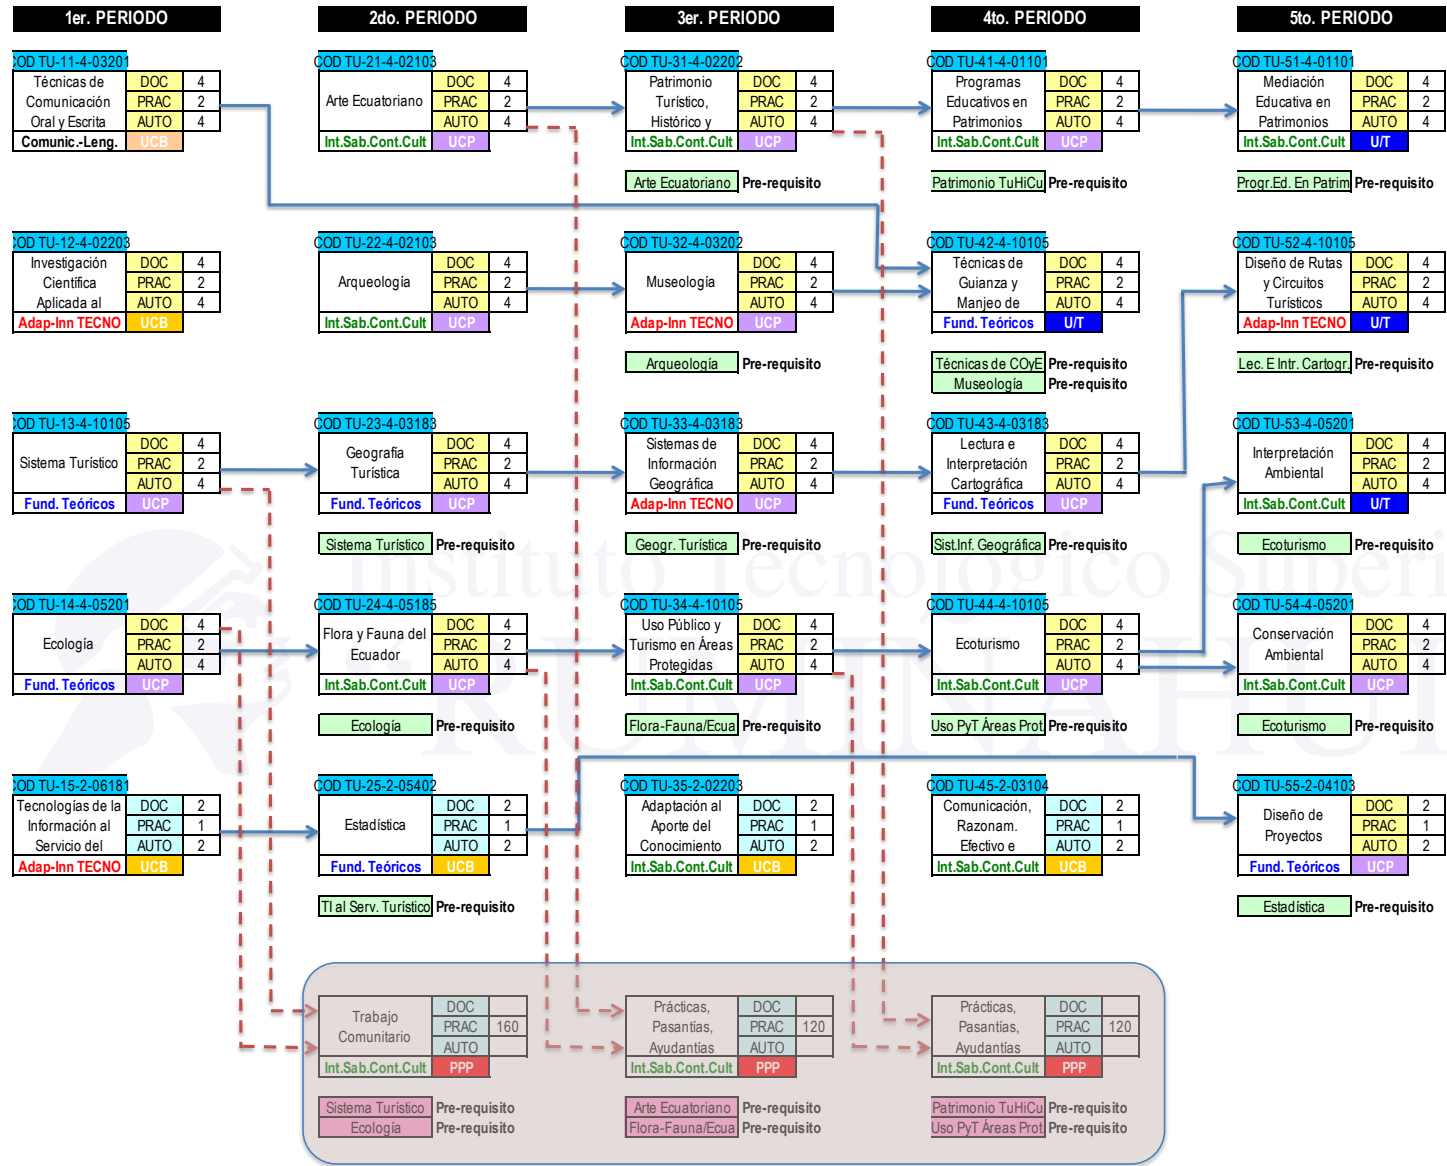 1er. PERIODO
2do. PERIODO
3er. PERIODO
4to. PERIODO
5to. PERIODO
COD TU-11-4-03201
Técnicas de DOC 4
Comunicación PRAC 2
Oral y Escrita AUTO 4
Comunic.-Leng. UCB
COD TU-21-4-02103
DOC 4
Arte Ecuatoriano PRAC 2
AUTO 4
Int.Sab.Cont.Cult UCP
COD TU-31-4-02202
Patrimonio DOC 4
Turístico, PRAC 2
Histórico y AUTO 4
Int.Sab.Cont.Cult UCP
Arte Ecuatoriano Pre-requisito
COD TU-41-4-01101
Programas DOC 4
Educativos en PRAC 2
Patrimonios AUTO 4
Int.Sab.Cont.Cult UCP
Patrimonio TuHiCu Pre-requisito
COD TU-51-4-01101
Mediación DOC 4
Educativa en PRAC 2
Patrimonios AUTO 4
Int.Sab.Cont.Cult U/T
Progr.Ed. En Patrim Pre-requisito
COD TU-12-4-02203
Investigación DOC 4
Científica PRAC 2
Aplicada al AUTO 4
Adap-Inn TECNO UCB
COD TU-22-4-02103
DOC 4
Arqueología PRAC 2
AUTO 4
Int.Sab.Cont.Cult UCP
COD TU-32-4-03202
DOC 4
Museología PRAC 2
AUTO 4
Adap-Inn TECNO UCP
Arqueología Pre-requisito
COD TU-42-4-10105
Técnicas de DOC 4
Guianza y PRAC 2
Manjeo de AUTO 4
Fund. Teóricos U/T
Técnicas de COyE Pre-requisito
Museología Pre-requisito
COD TU-52-4-10105
Diseño de Rutas DOC 4
y Circuitos PRAC 2
Turísticos AUTO 4
Adap-Inn TECNO U/T
Lec. E Intr. Cartogr. Pre-requisito
COD TU-13-4-10105
DOC 4
Sistema Turístico PRAC 2
AUTO 4
Fund. Teóricos UCP
COD TU-23-4-03183
Geografía DOC 4
Turística PRAC 2
AUTO 4
Fund. Teóricos UCP
Sistema Turístico Pre-requisito
COD TU-33-4-03183
Sistemas de DOC 4
Información PRAC 2
Geográfica AUTO 4
Adap-Inn TECNO UCP
Geogr. Turística Pre-requisito
COD TU-43-4-03183
Lectura e DOC 4
Interpretación PRAC 2
Cartográfica AUTO 4
Fund. Teóricos UCP
Sist.Inf. Geográfica Pre-requisito
COD TU-53-4-05201
Interpretación DOC 4
Ambiental PRAC 2
AUTO 4
Int.Sab.Cont.Cult U/T
Ecoturismo Pre-requisito
Instituto Tecnológico Superi
RUMIÑAHUI
COD TU-14-4-05201
DOC 4
Ecología PRAC 2
AUTO 4
Fund. Teóricos UCP
COD TU-24-4-05185
Flora y Fauna del DOC 4
Ecuador PRAC 2
AUTO 4
Int.Sab.Cont.Cult UCP
Ecología Pre-requisito
COD TU-34-4-10105
Uso Público y DOC 4
Turismo en Áreas PRAC 2
Protegidas AUTO 4
Int.Sab.Cont.Cult UCP
Flora-Fauna/Ecua Pre-requisito
COD TU-44-4-10105
DOC 4
Ecoturismo PRAC 2
AUTO 4
Int.Sab.Cont.Cult UCP
Uso PyT Áreas Prot. Pre-requisito
COD TU-54-4-05201
Conservación DOC 4
Ambiental PRAC 2
AUTO 4
Int.Sab.Cont.Cult UCP
Ecoturismo Pre-requisito
COD TU-15-2-06181
Tecnologías de la DOC 2
Información al PRAC 1
Servicio del AUTO 2
Adap-Inn TECNO UCB
COD TU-25-2-05402
DOC 2
Estadística PRAC 1
AUTO 2
Fund. Teóricos UCB
TI al Serv. Turístico Pre-requisito
COD TU-35-2-02203
Adaptación al DOC 2
Aporte del PRAC 1
Conocimiento AUTO 2
Int.Sab.Cont.Cult UCB
COD TU-45-2-03104
Comunicación, DOC 2
Razonam. PRAC 1
Efectivo e AUTO 2
Int.Sab.Cont.Cult UCB
COD TU-55-2-04103
Diseño de DOC 2
Proyectos PRAC 1
AUTO 2
Fund. Teóricos UCP
Estadística Pre-requisito
Trabajo DOC
Comunitario PRAC 160
AUTO
Int.Sab.Cont.Cult PPP
Sistema Turístico Pre-requisito
Ecología Pre-requisito
Prácticas, DOC
Pasantías, PRAC 120
Ayudantías AUTO
Int.Sab.Cont.Cult PPP
Arte Ecuatoriano Pre-requisito
Flora-Fauna/Ecua Pre-requisito
Prácticas, DOC
Pasantías, PRAC 120
Ayudantías AUTO
Int.Sab.Cont.Cult PPP
Patrimonio TuHiCu Pre-requisito
Uso PyT Áreas Prot. Pre-requisito